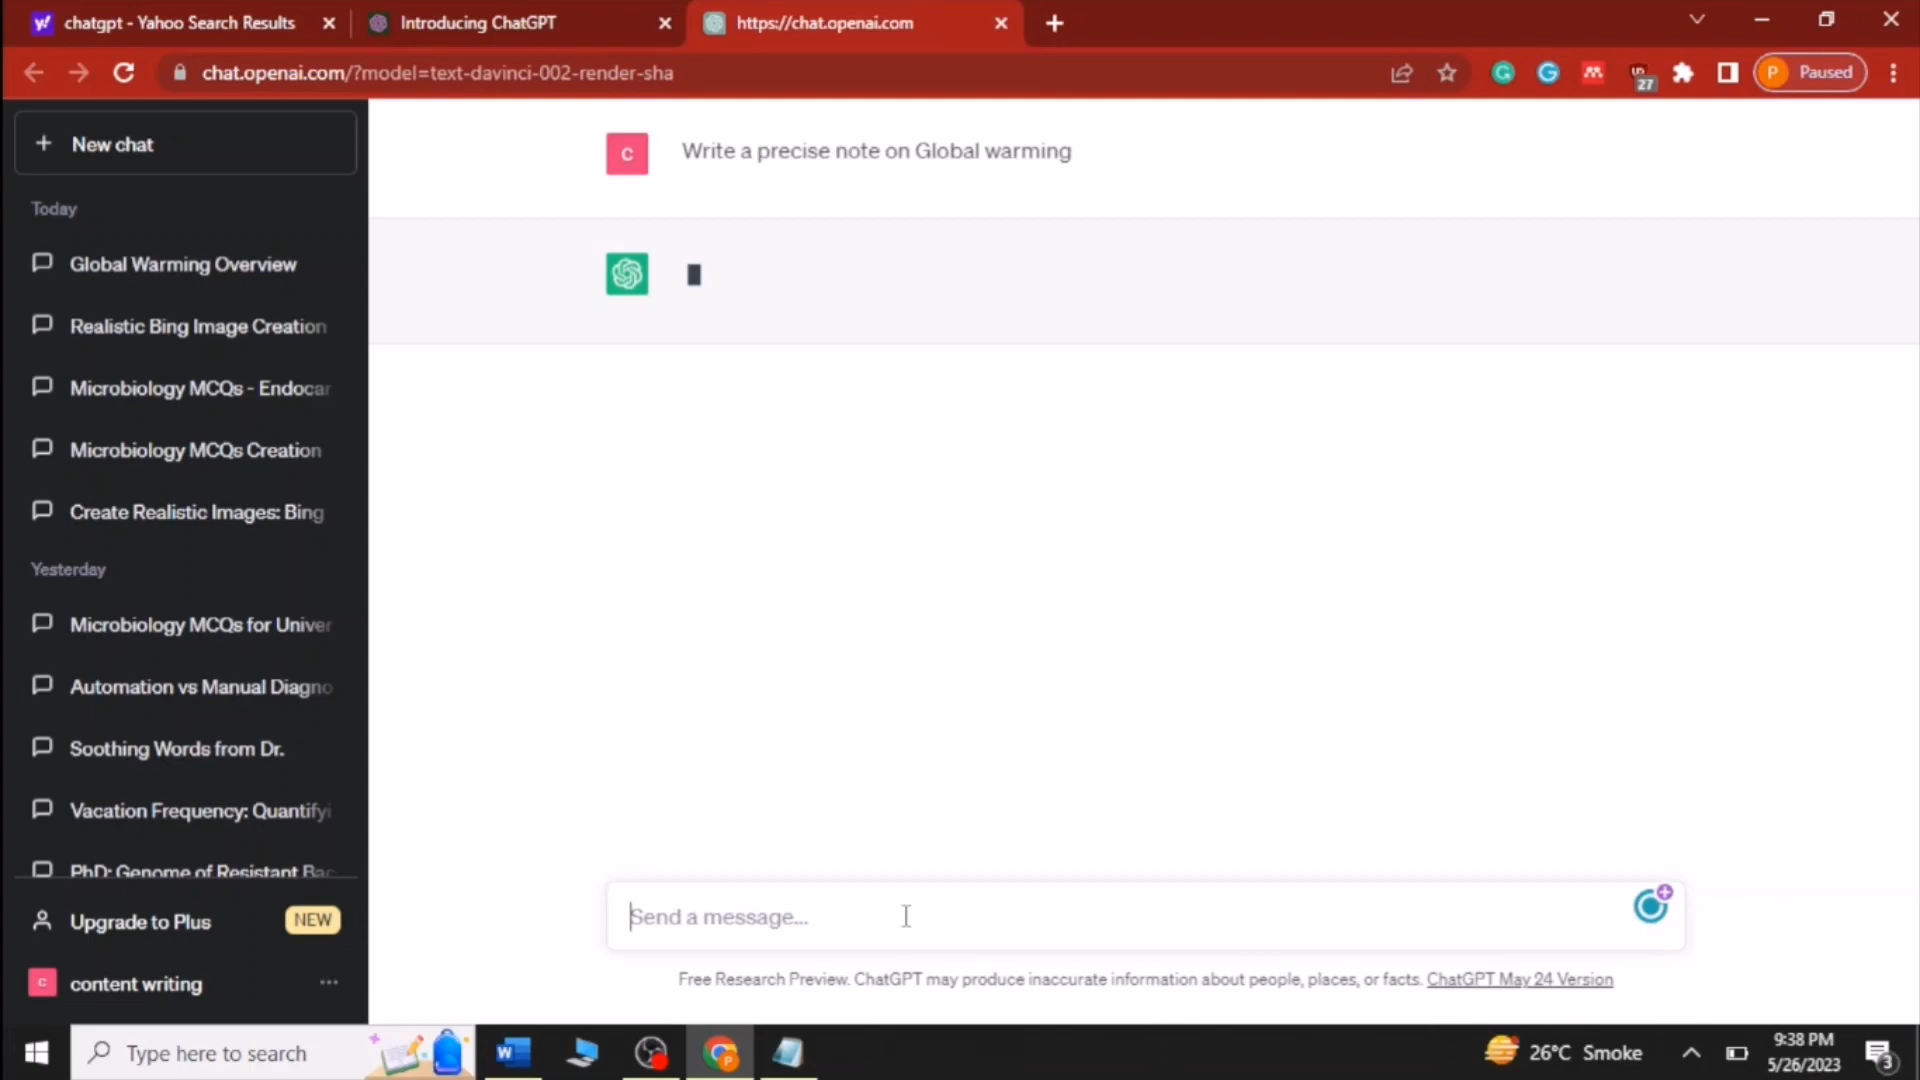 chatgpt - Yahoo Search Results
Introducing ChatGPT
https://chat.openai.com
chat.openai.com/?model=text-davinci-002-render-sha
27
P Paused
New chat
C Write a precise note on Global warming
Today
Global Warming Overview
Realistic Bing Image Creation
Microbiology MCQs - Endocar
Microbiology MCQs Creation
Create Realistic Images: Bing
Yesterday
Microbiology MCQs for Univer
Automation vs Manual Diagno
Soothing Words from Dr.
Vacation Frequency: Quantifyi
PhD: Genome of Resistant Bac
Upgrade to Plus NEW
C content writing
Send a message...
Free Research Preview. ChatGPT may produce inaccurate information about people, places, or facts. ChatGPT May 24 Version
Type here to search
26°C Smoke
9:38 PM
5/26/2023
3